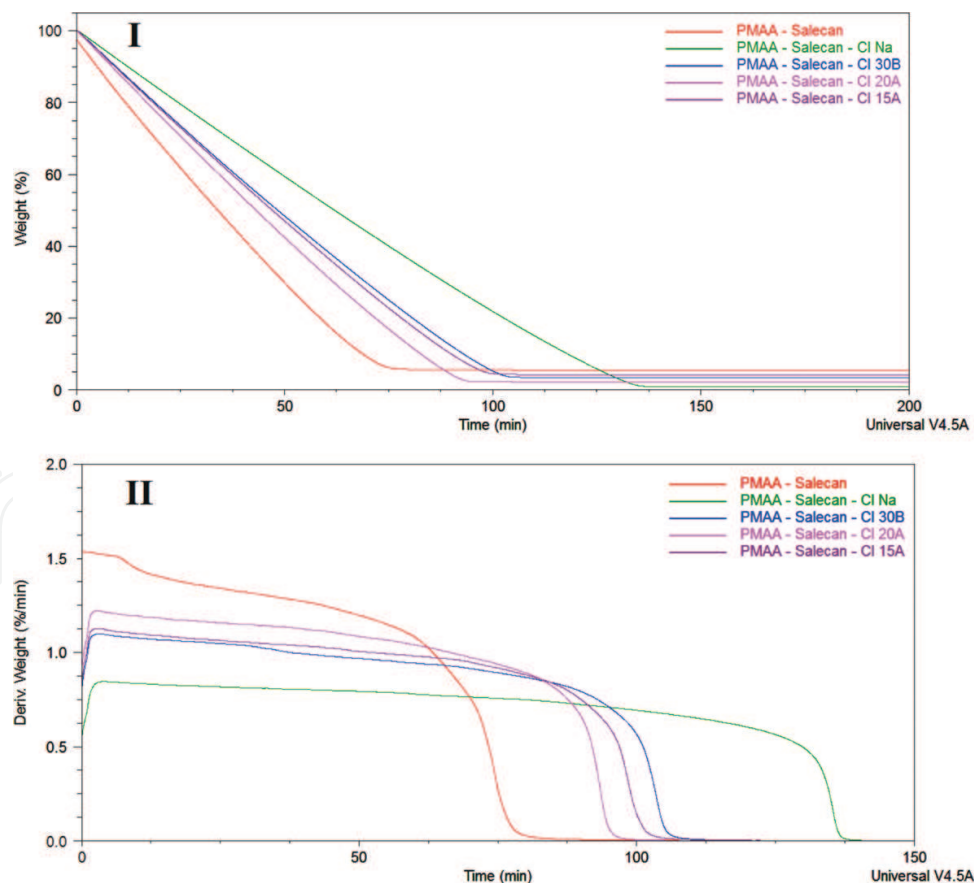 I
PMAA - Salecan
PMAA - Salecan - Cl Na
PMAA - Salecan - Cl 30B
PMAA - Salecan - Cl 20A
PMAA - Salecan - Cl 15A
100
80
60
40
20
0
Weight (%)
0 50 100 150 200
Time (min)
Universal V4.5A
II
PMAA - Salecan
PMAA - Salecan - Cl Na
PMAA - Salecan - Cl 30B
PMAA - Salecan - Cl 20A
PMAA - Salecan - Cl 15A
2.0
1.5
1.0
0.5
0.0
Deriv. Weight (%/min)
0 50 100 150
Time (min)
Universal V4.5A